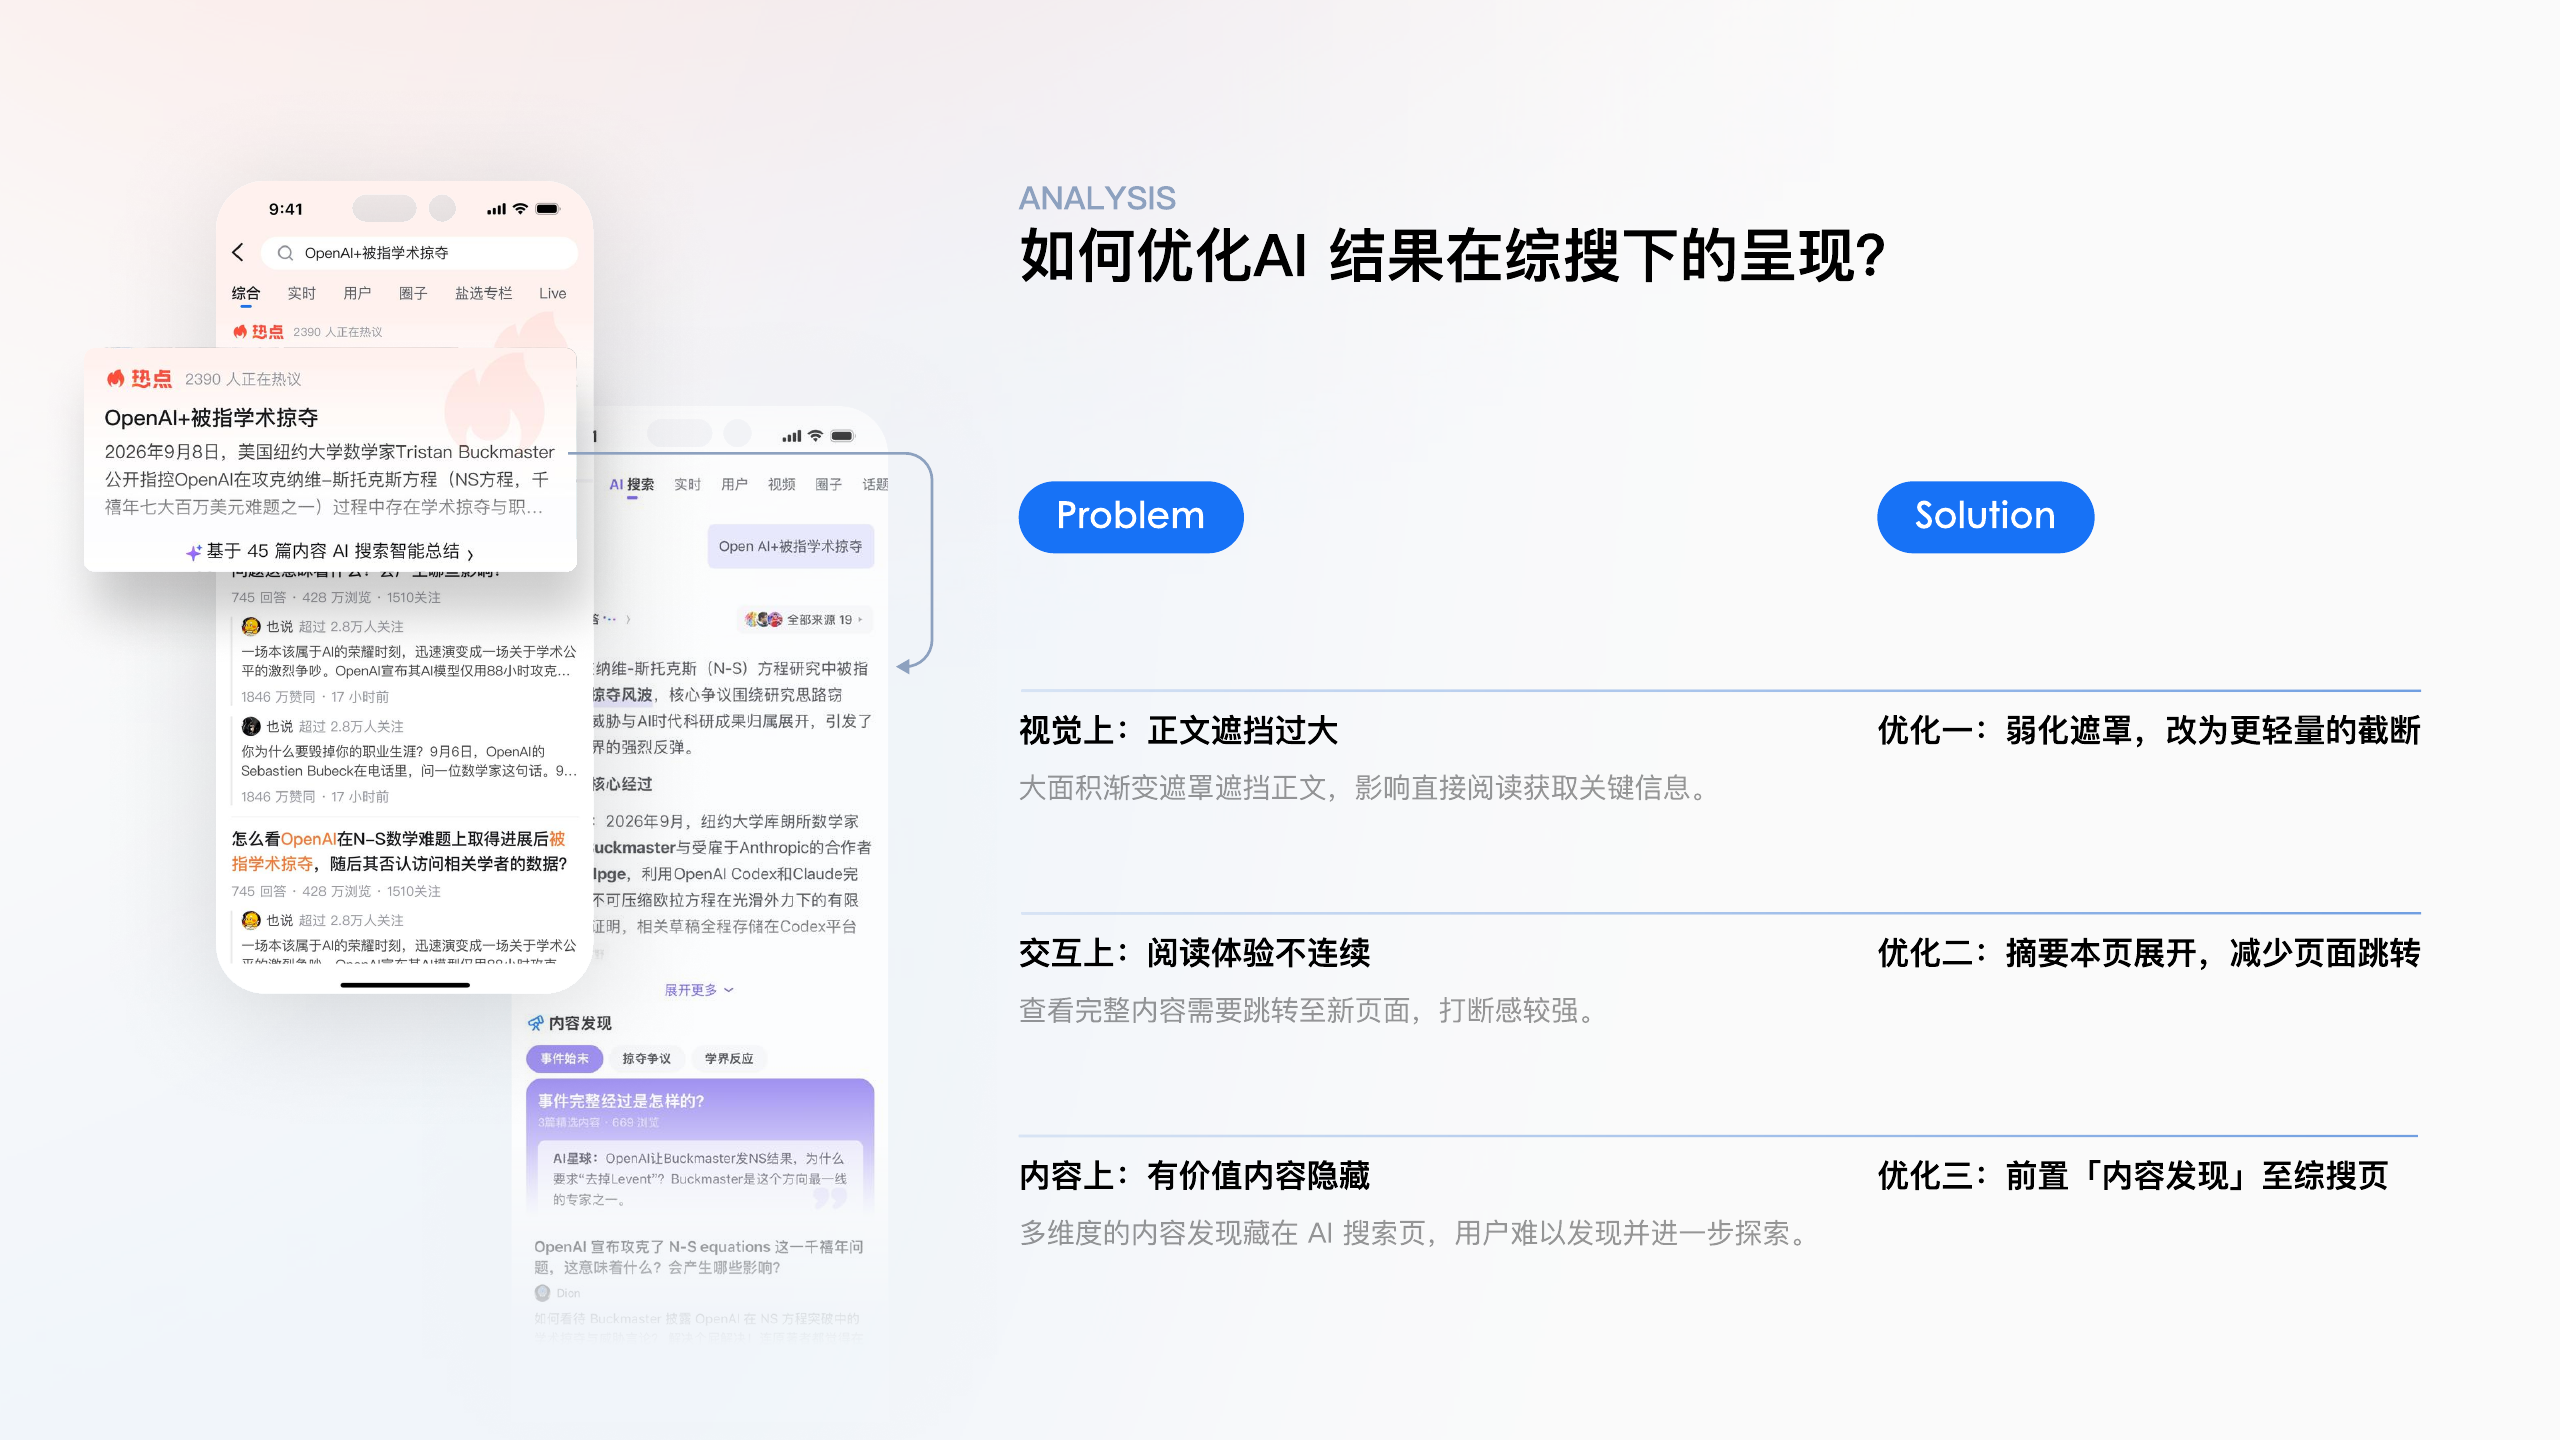 9:41
OpenAI+被指学术掠夺
综合 实时 用户 圈子 盐选专栏 Live
热点 2390 人正在热议
热点 2390 人正在热议
OpenAI+被指学术掠夺
2026年9月8日，美国纽约大学数学家Tristan Buckmaster
公开指控OpenAI在攻克纳维–斯托克斯方程（NS方程，千
禧年七大百万美元难题之一）过程中存在学术掠夺与职...
基于 45 篇内容 AI 搜索智能总结 ›
745 回答 · 428 万浏览 · 1510关注
也说 超过 2.8万人关注
一场本该属于AI的荣耀时刻，迅速演变成一场关于学术公
平的激烈争吵。OpenAI宣布其AI模型仅用88小时攻克...
1846 万赞同 · 17 小时前
也说 超过 2.8万人关注
你为什么要毁掉你的职业生涯？9月6日，OpenAI的
Sebastien Bubeck在电话里，问一位数学家这句话。9...
1846 万赞同 · 17 小时前
怎么看OpenAI在N–S数学难题上取得进展后被
指学术掠夺，随后其否认访问相关学者的数据？
745 回答 · 428 万浏览 · 1510关注
也说 超过 2.8万人关注
一场本该属于AI的荣耀时刻，迅速演变成一场关于学术公
AI 搜索 实时 用户 视频 圈子 话题
Open AI+被指学术掠夺
全部来源 19
纳维-斯托克斯（N-S）方程研究中被指
掠夺风波，核心争议围绕研究思路窃
威胁与AI时代科研成果归属展开，引发了
界的强烈反弹。
核心经过
：2026年9月，纽约大学库朗所数学家
uckmaster与受雇于Anthropic的合作者
lpge，利用OpenAI Codex和Claude完
不可压缩欧拉方程在光滑外力下的有限
证明，相关草稿全程存储在Codex平台
展开更多
内容发现
事件始末 掠夺争议 学界反应
事件完整经过是怎样的？
3篇精选内容 · 669 浏览
AI星球：OpenAI让Buckmaster发NS结果，为什么
要求“去掉Levent”？Buckmaster是这个方向最一线
的专家之一。
OpenAI 宣布攻克了 N-S equations 这一千禧年问
题，这意味着什么？会产生哪些影响？
Dion
如何看待 Buckmaster 披露 OpenAI 在 NS 方程突破中的
ANALYSIS
如何优化AI 结果在综搜下的呈现？
Problem
Solution
视觉上：正文遮挡过大
大面积渐变遮罩遮挡正文，影响直接阅读获取关键信息。
优化一：弱化遮罩，改为更轻量的截断
交互上：阅读体验不连续
查看完整内容需要跳转至新页面，打断感较强。
优化二：摘要本页展开，减少页面跳转
内容上：有价值内容隐藏
多维度的内容发现藏在 AI 搜索页，用户难以发现并进一步探索。
优化三：前置「内容发现」至综搜页